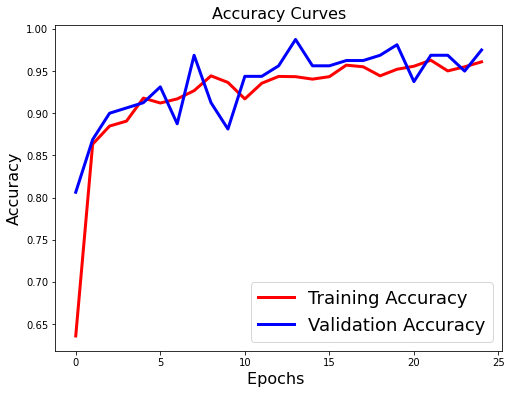 Accuracy Curves
1.00
0.95
0.90
0.85
0.80
0.75
0.70
0.65
Accuracy
Training Accuracy
Validation Accuracy
0 5 10 15 20 25
Epochs